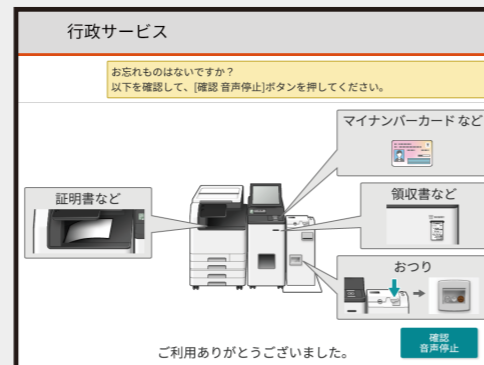 行政サービス
お忘れものはないですか？
以下を確認して、[確認 音声停止]ボタンを押してください。
マイナンバーカード など
証明書など
領収書など
おつり
確認
音声停止
ご利用ありがとうございました。